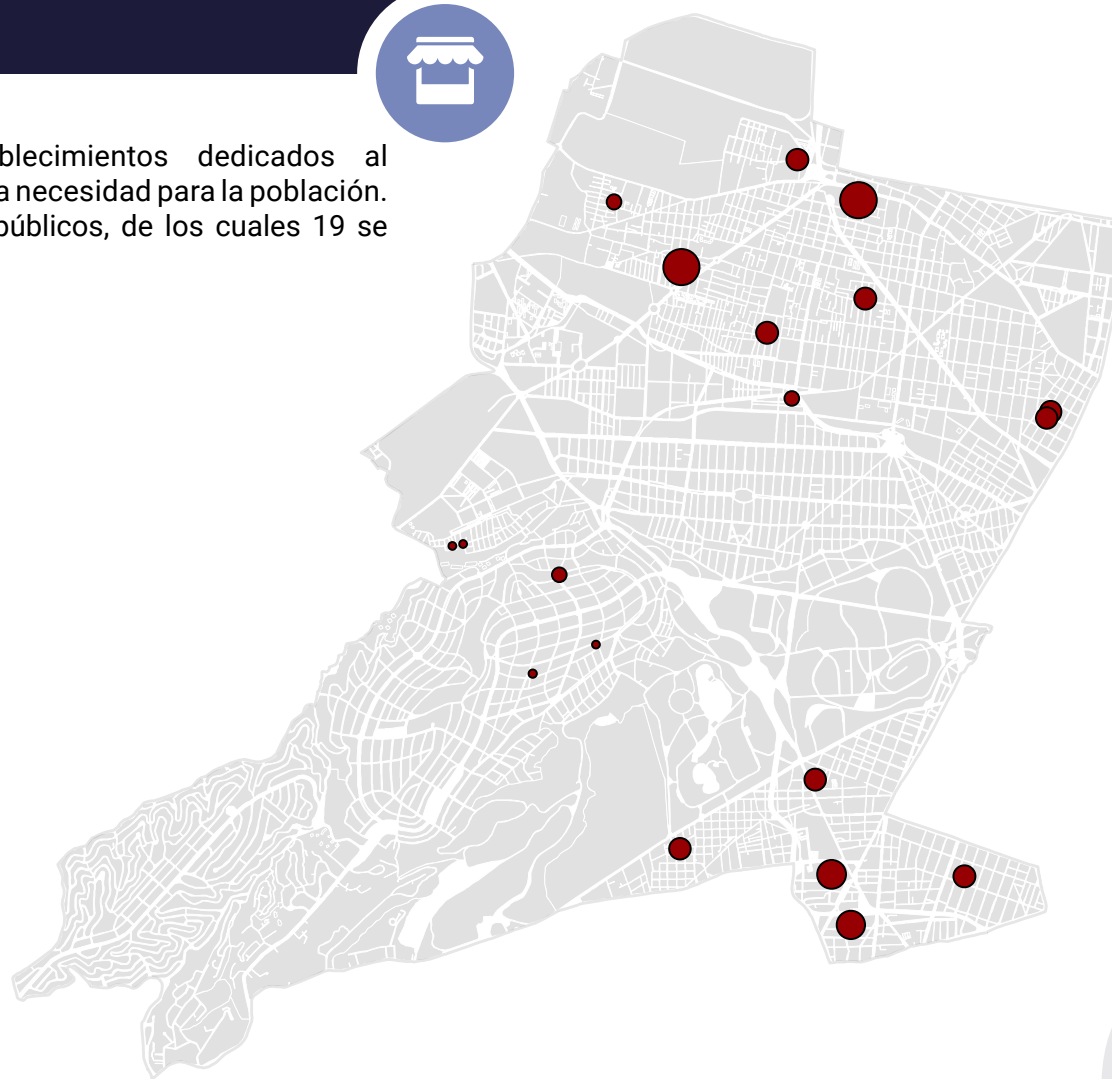 blecimientos dedicados al
a necesidad para la población.
públicos, de los cuales 19 se